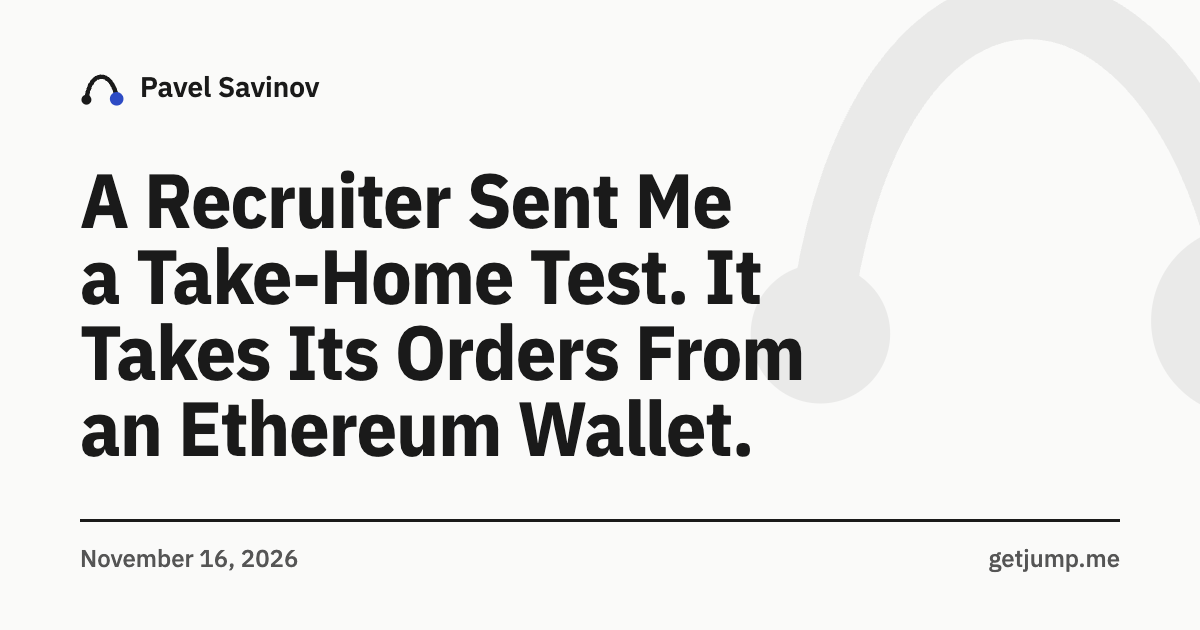 Pavel Savinov
A Recruiter Sent Me
a Take-Home Test. It
Takes Its Orders From
an Ethereum Wallet.
November 16, 2026
getjump.me